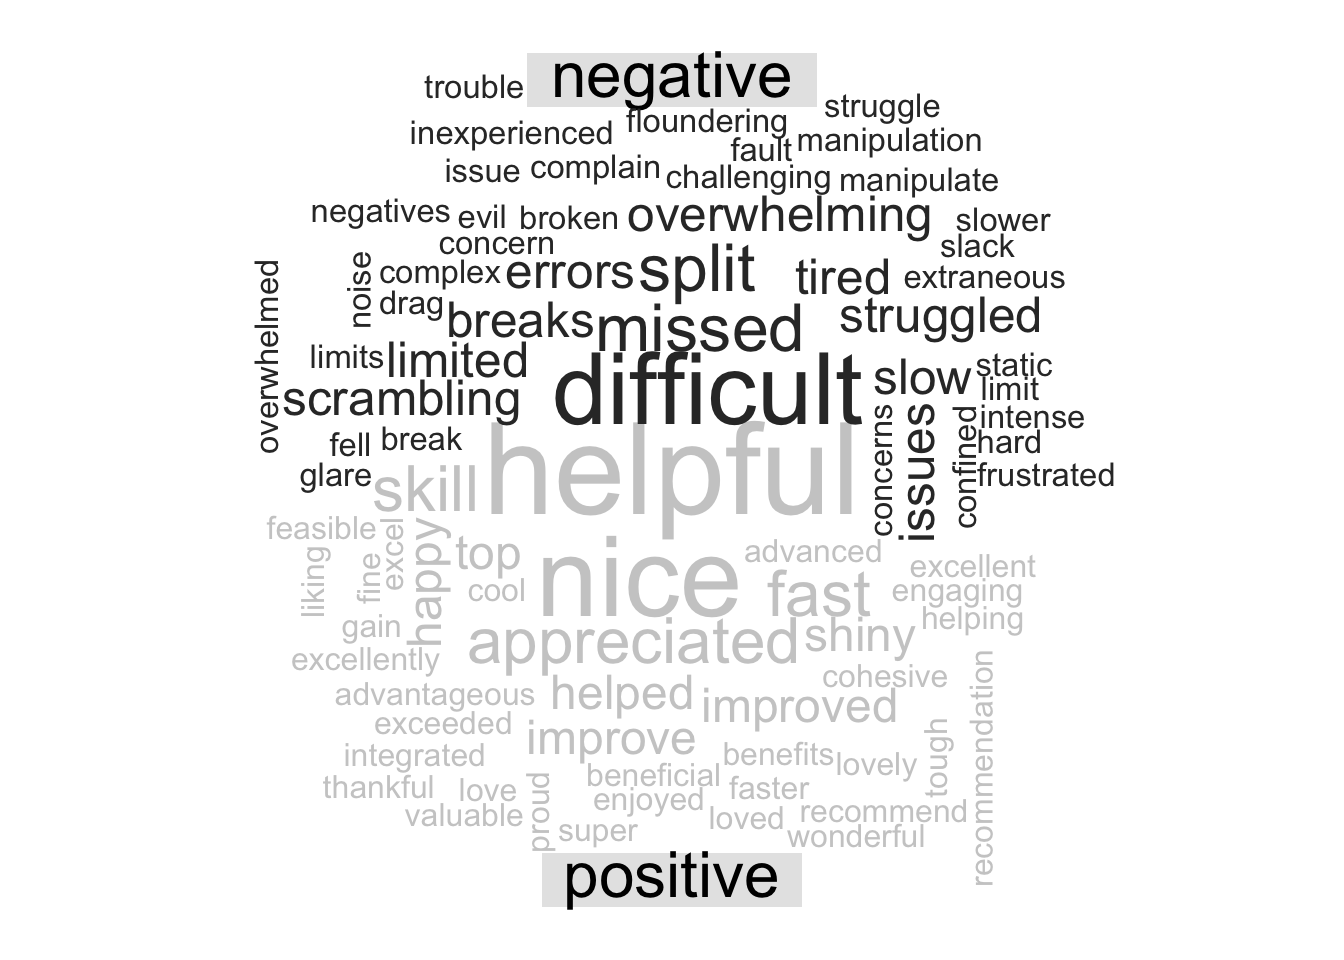 negative
trouble
struggle
inexperienced
floundering
manipulation
fault
issue
complain
challenging
manipulate
negatives
evil
broken
overwhelming
slower
concern
slack
noise
complex
errors
split
tired
extraneous
drag
breaks
missed
struggled
overwhelmed
limits
limited
difficult
slow
static
limit
scrambling
intense
fell
break
concerns
issues
confined
hard
glare
frustrated
skill
helpful
feasible
excel
happy
top
nice
advanced
excellent
liking
fine
cool
fast
engaging
gain
appreciated
shiny
helping
excellently
cohesive
recommendation
advantageous
helped
improved
exceeded
improve
integrated
benefits
lovely
tough
thankful
love
proud
beneficial
faster
valuable
enjoyed
loved
recommend
super
wonderful
positive